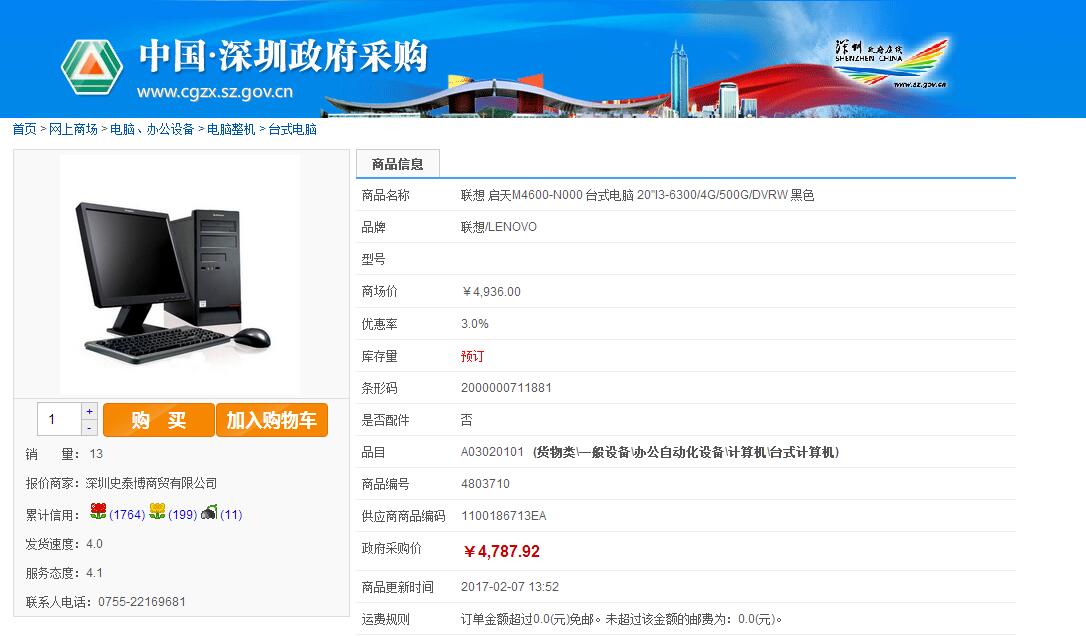 中国·深圳政府采购
www.cgzx.sz.gov.cn
深圳 政府在线
SHENZHEN CHINA
www.sz.gov.cn
首页 > 网上商场 > 电脑、办公设备 > 电脑整机 > 台式电脑
商品信息
商品名称 联想 启天M4600-N000 台式电脑 20"I3-6300/4G/500G/DVRW 黑色
品牌 联想/LENOVO
型号
商场价 ￥4,936.00
优惠率 3.0%
库存量 预订
条形码 2000000711881
是否配件 否
品目 A03020101 (货物类\一般设备\办公自动化设备\计算机\台式计算机)
商品编号 4803710
供应商商品编码 1100186713EA
政府采购价 ￥4,787.92
商品更新时间 2017-02-07 13:52
运费规则 订单金额超过0.0(元)免邮。未超过该金额的邮费为：0.0(元)。
1 + -
购 买 加入购物车
销 量： 13
报价商家： 深圳史泰博商贸有限公司
累计信用： (1764) (199) (11)
发货速度： 4.0
服务态度： 4.1
联系人电话： 0755-22169681